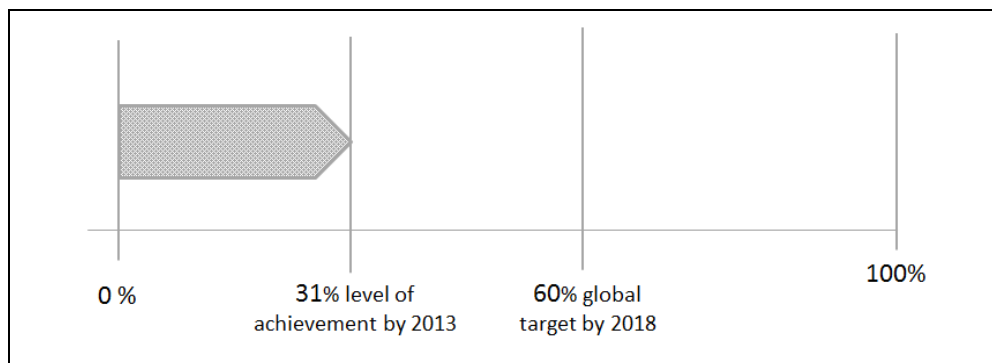 0 %
31% level of
achievement by 2013
60% global
target by 2018
100%